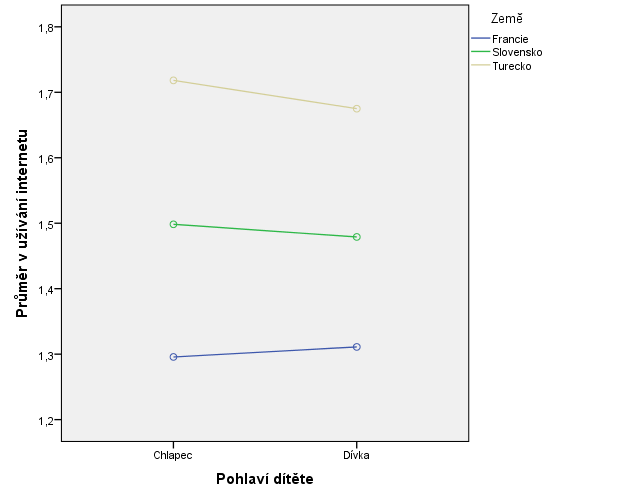 Země
Francie
Slovensko
Turecko
Průměr v užívání internetu
1,8
1,7
1,6
1,5
1,4
1,3
1,2
Chlapec
Dívka
Pohlaví dítěte